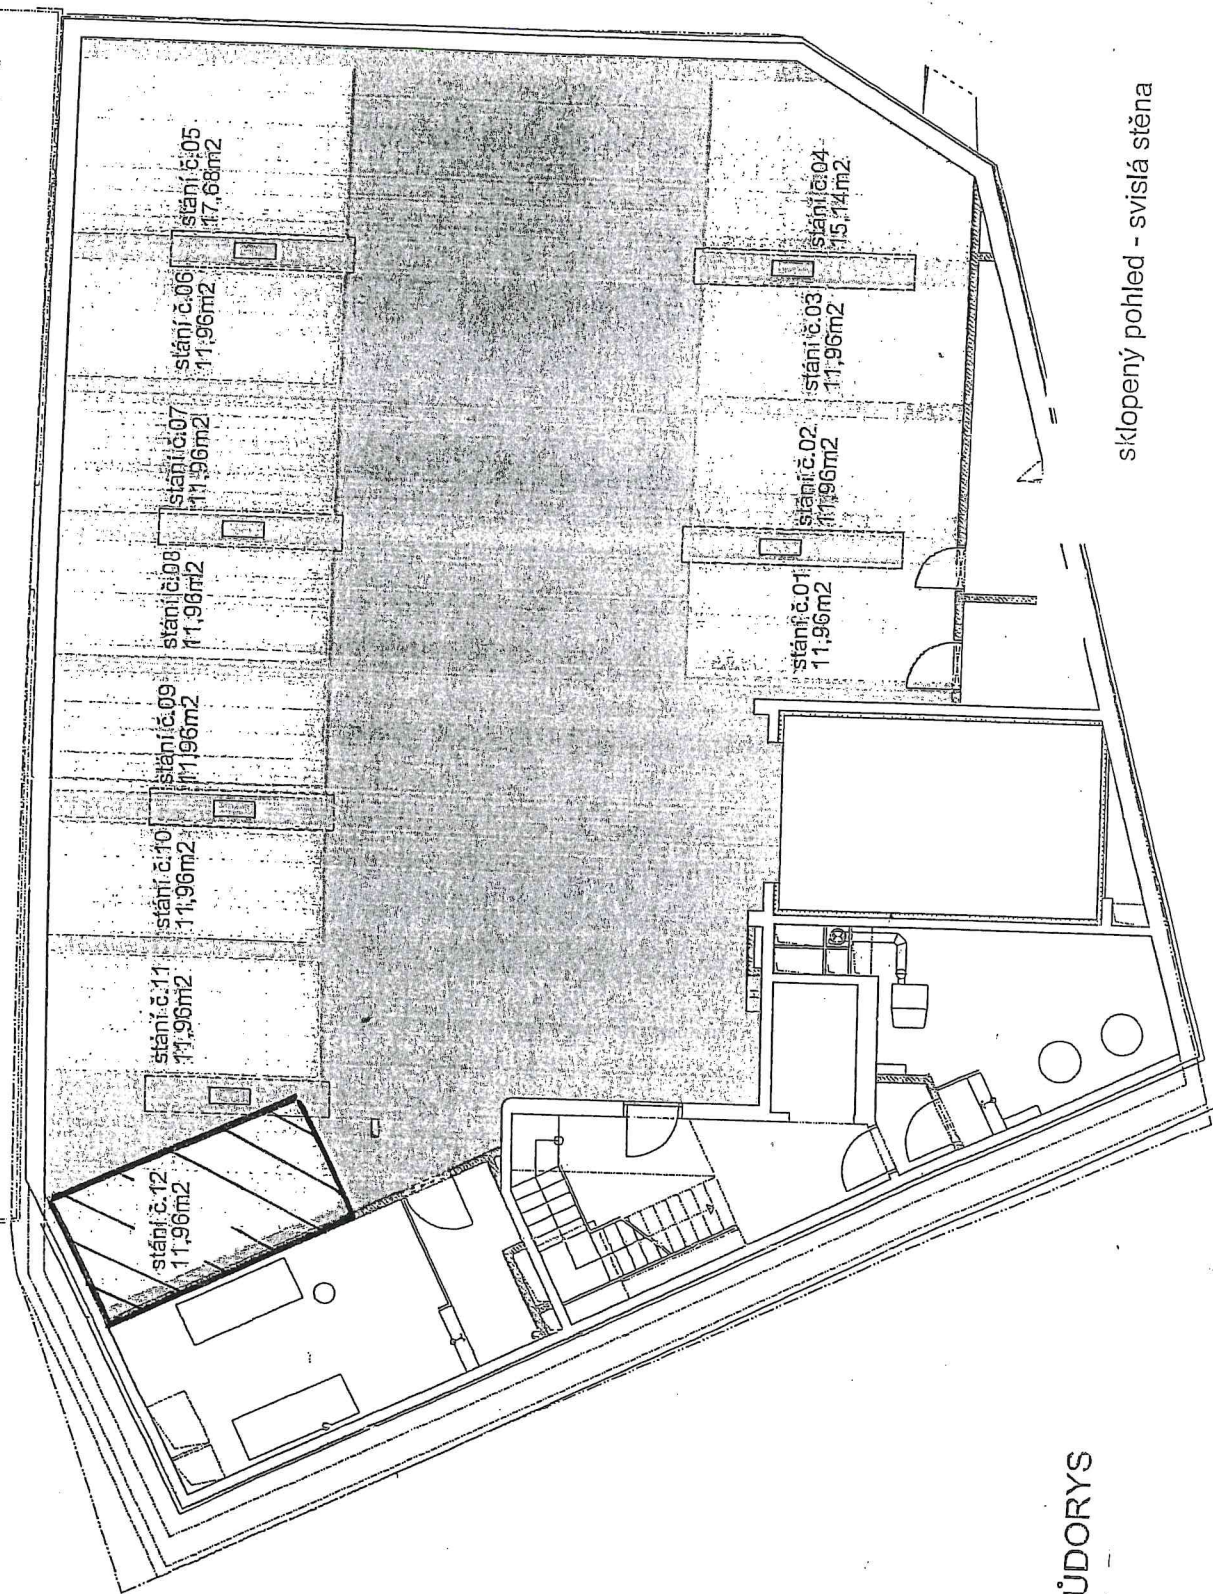 stání č.05
17,68m2
stání č.06
11,96m2
stání č.07
11,96m2
stání č.08
11,96m2
stání č.09
11,96m2
stání č.10
11,96m2
stání č.11
11,96m2
stání č.12
11,96m2
stání č.04
15,14m2
stání č.03
11,96m2
stání č.02
11,96m2
stání č.01
11,96m2
sklopený pohled - svislá stěna
ŮDORYS